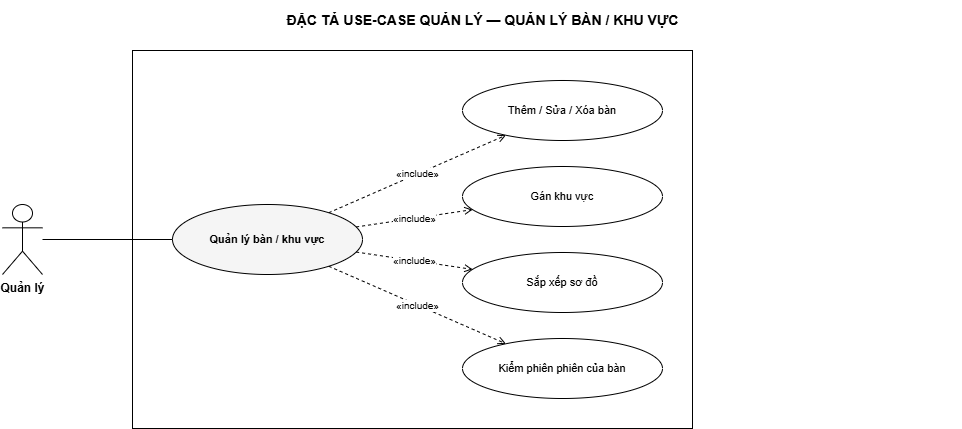 ĐẶC TẢ USE-CASE QUẢN LÝ — QUẢN LÝ BÀN / KHU VỰC
Thêm / Sửa / Xóa bàn
«include»
Gán khu vực
«include»
Quản lý bàn / khu vực
«include»
Sắp xếp sơ đồ
Quản lý
«include»
Kiểm phiên phiên của bàn